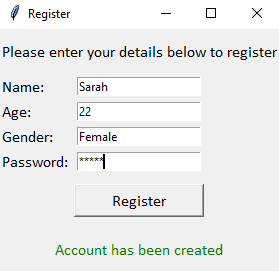 Register
Please enter your details below to register
Name: Sarah
Age: 22
Gender: Female
Password: *****
Register
Account has been created